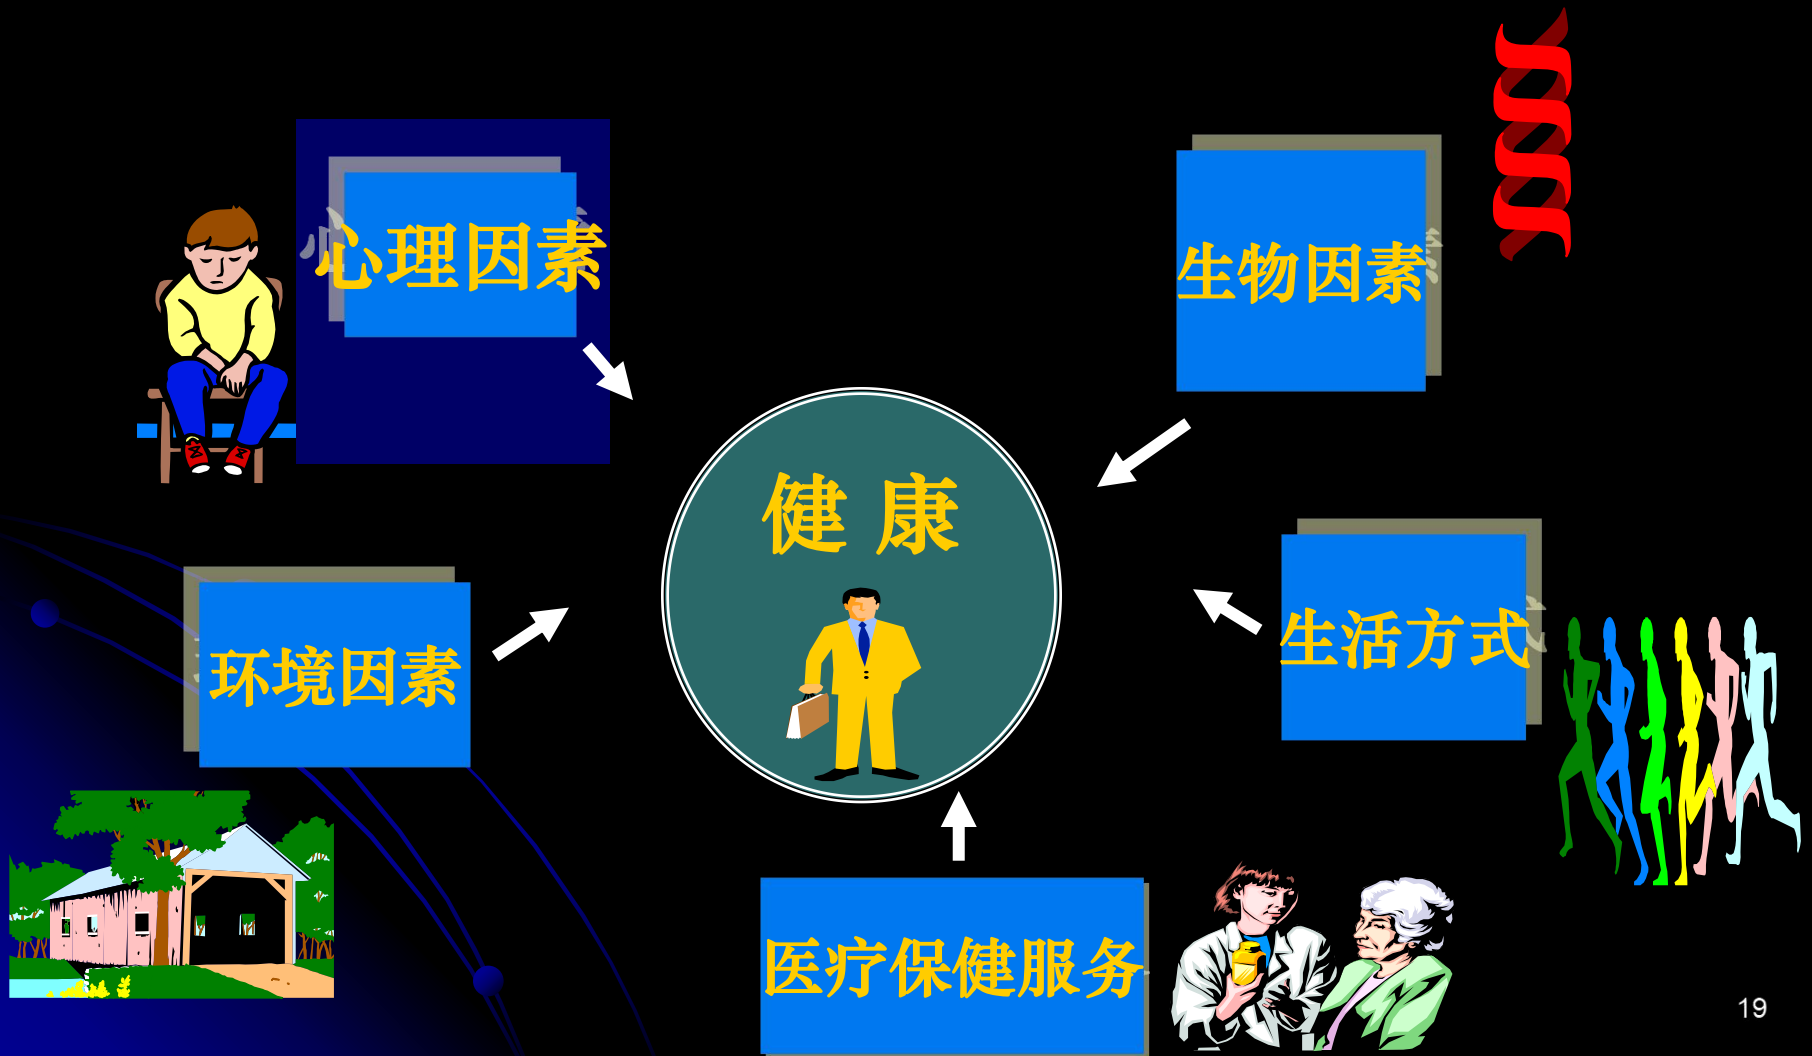 心理因素
生物因素
健 康
生活方式
环境因素
医疗保健服务
19